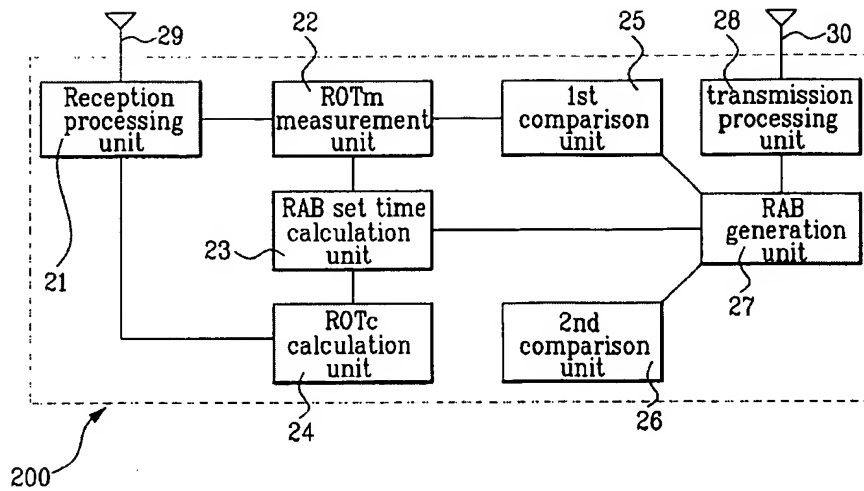 29
22
25
28
30
Reception
processing
unit
ROTm
measurement
unit
1st
comparison
unit
transmission
processing
unit
21
RAB set time
calculation
unit
23
RAB
generation
unit
27
ROTc
calculation
unit
24
2nd
comparison
unit
26
200